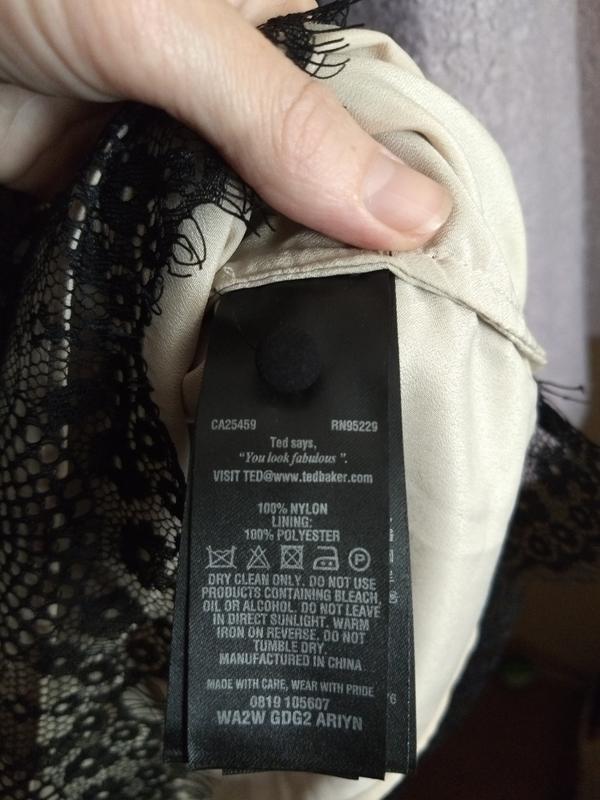 CA25459 RN95229
Ted says,
“You look fabulous ”.
VISIT TED@www.tedbaker.com
100% NYLON
LINING:
100% POLYESTER
P
DRY CLEAN ONLY. DO NOT USE
PRODUCTS CONTAINING BLEACH,
OIL OR ALCOHOL. DO NOT LEAVE
IN DIRECT SUNLIGHT. WARM
IRON ON REVERSE. DO NOT
TUMBLE DRY.
MANUFACTURED IN CHINA
MADE WITH CARE, WEAR WITH PRIDE
0819 105607
WA2W GDG2 ARIYN